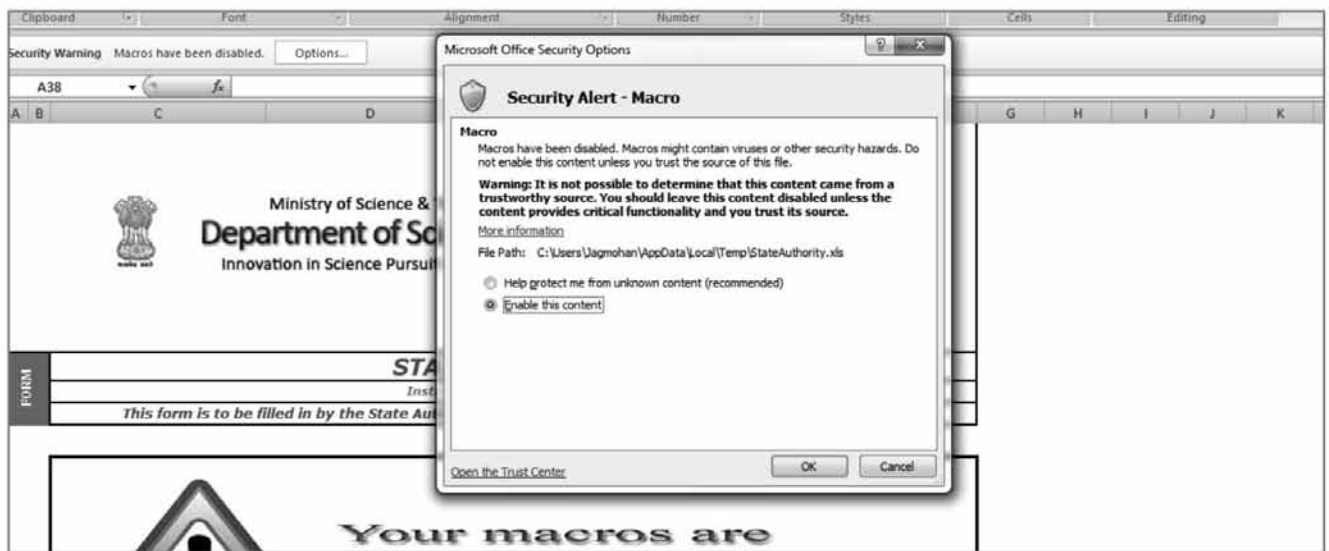 Clipboard Font Alignment Number Styles Cells Editing
Security Warning Macros have been disabled. Options...
A38 fx
A B C D G H I J K
Microsoft Office Security Options
Security Alert - Macro
Macro
Macros have been disabled. Macros might contain viruses or other security hazards. Do
not enable this content unless you trust the source of this file.
Warning: It is not possible to determine that this content came from a
trustworthy source. You should leave this content disabled unless the
content provides critical functionality and you trust its source.
More information
File Path: C:\Users\Jagmohan\AppData\Local\Temp\StateAuthority.xls
Help protect me from unknown content (recommended)
Enable this content
Open the Trust Center
OK Cancel
Ministry of Science &
Department of Sc
Innovation in Science Pursuit
FORM
STA
Inst
This form is to be filled in by the State Aut
Your macros are